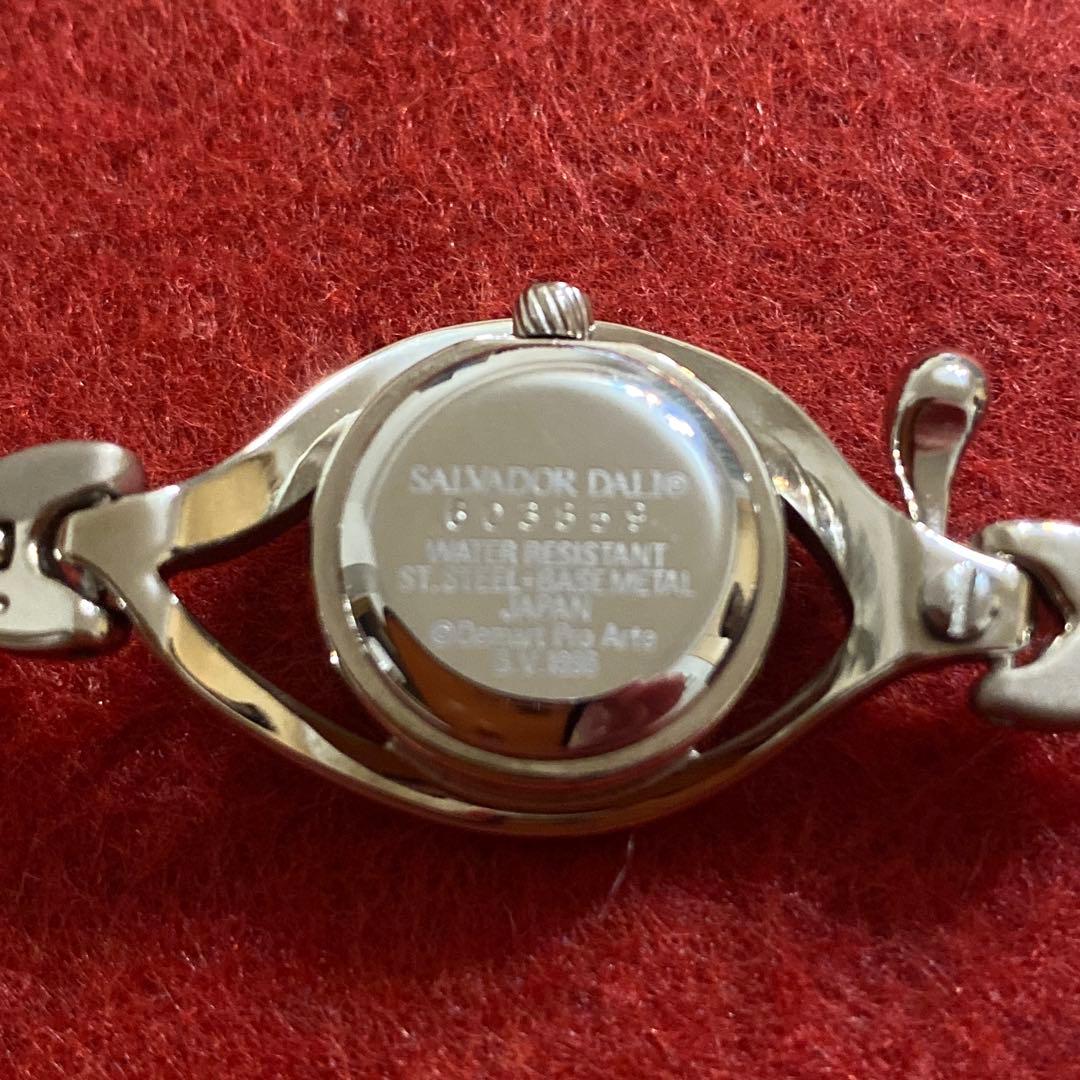 SALVADOR DALI©
WATER RESISTANT
ST.STEEL+BASE METAL
JAPAN
©Demart Pro Arte
B.V.